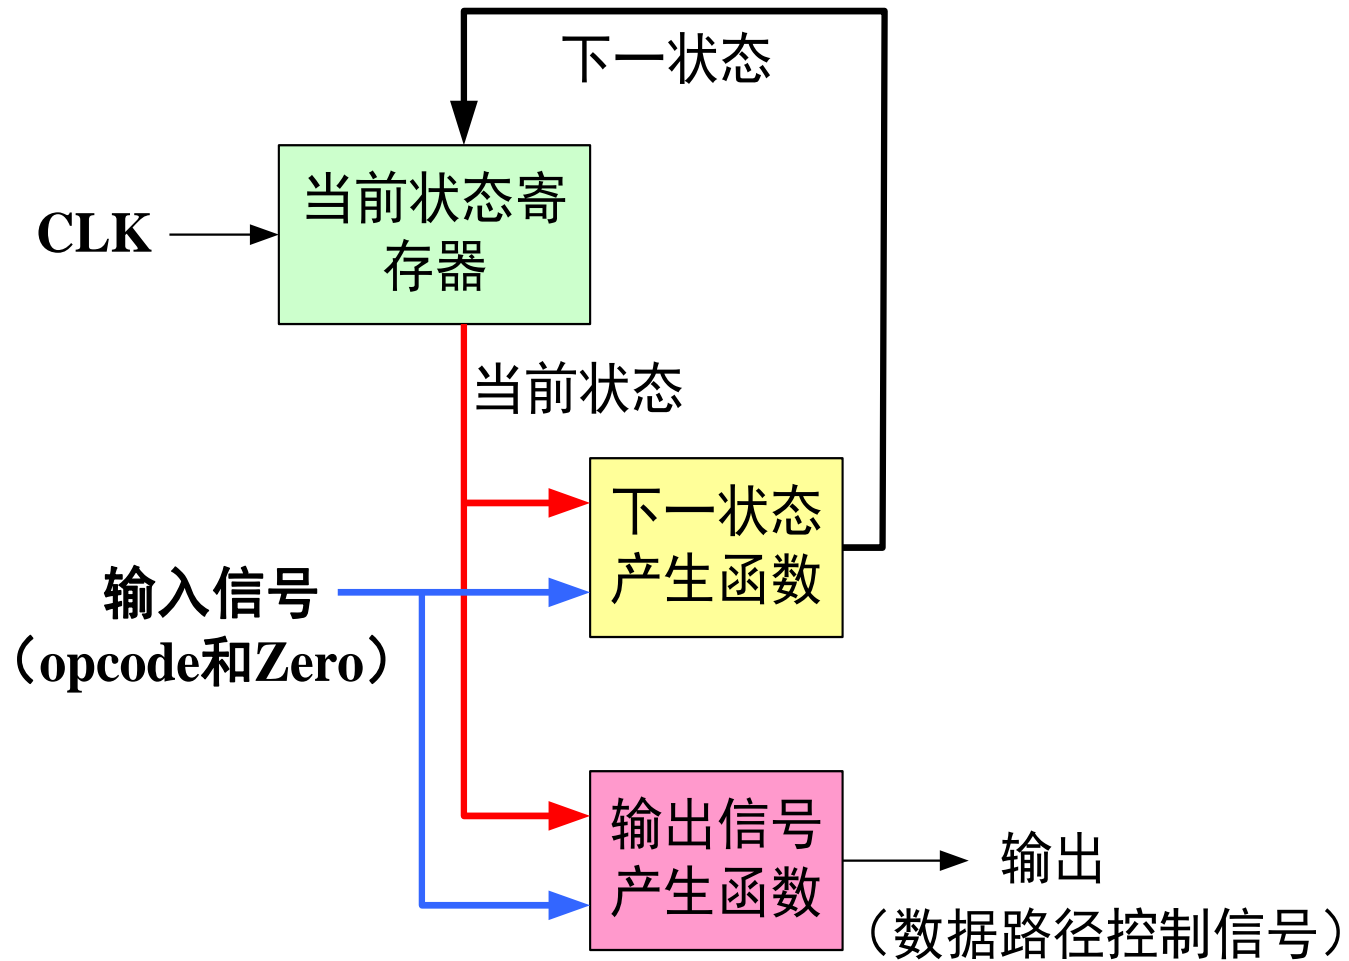 下一状态
当前状态寄
存器
CLK
当前状态
下一状态
产生函数
输入信号
（opcode和Zero）
输出信号
产生函数
输出
（数据路径控制信号）